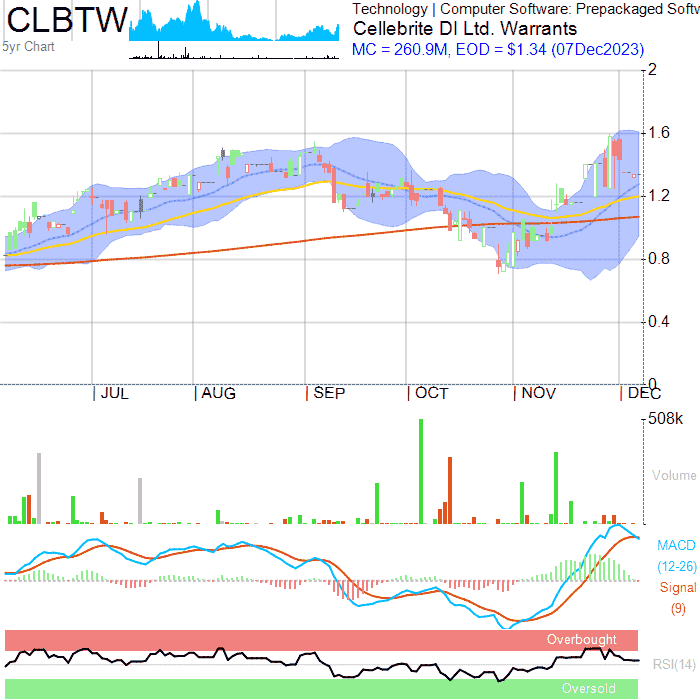 CLBTW
5yr Chart
Technology | Computer Software: Prepackaged Softw
Cellebrite DI Ltd. Warrants
MC = 260.9M, EOD = $1.34 (07Dec2023)
2
1.6
1.2
0.8
0.4
0
JUL AUG SEP OCT NOV DEC
508k
Volume
MACD
(12-26)
Signal
(9)
Overbought
RSI(14)
Oversold